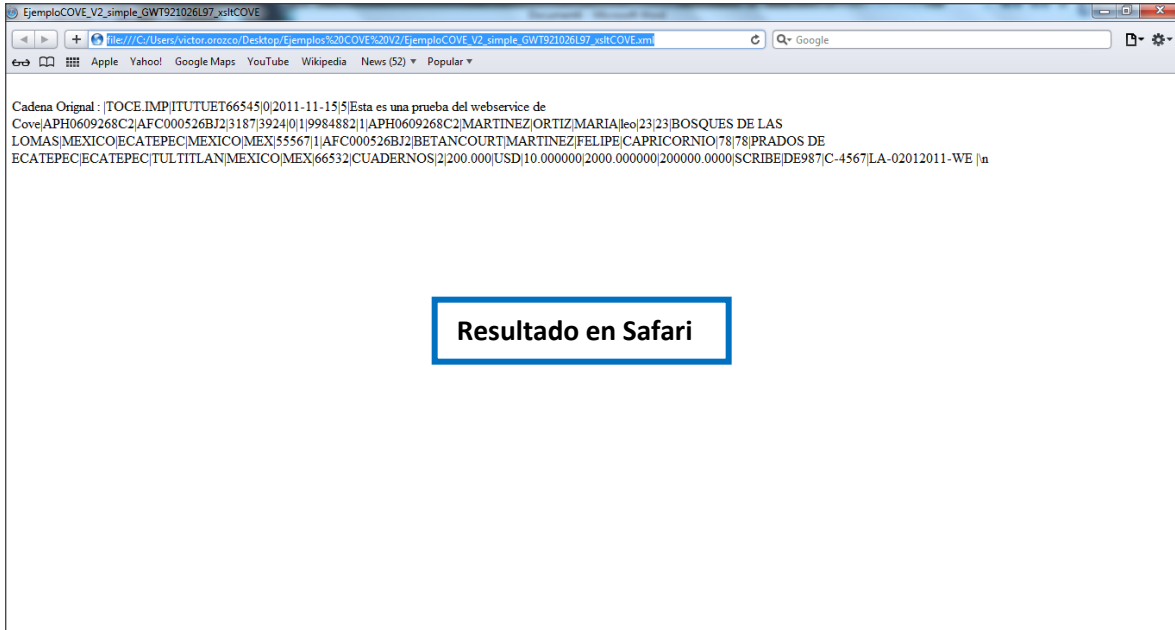 EjemploCOVE_V2_simple_GWT921026L97_xsltCOVE
file:///C:/Users/victor.orozco/Desktop/Ejemplos%20COVE%20V2/EjemploCOVE_V2_simple_GWT921026L97_xsltCOVE.xml
Google
Apple Yahoo! Google Maps YouTube Wikipedia News (52) Popular
Cadena Orignal : |TOCE.IMP|ITUTUET66545|0|2011-11-15|5|Esta es una prueba del webservice de
Cove|APH0609268C2|AFC000526BJ2|3187|3924|0|1|9984882|1|APH0609268C2|MARTINEZ|ORTIZ|MARIA|leo|23|23|BOSQUES DE LAS
LOMAS|MEXICO|ECATEPEC|MEXICO|MEX|55567|1|AFC000526BJ2|BETANCOURT|MARTINEZ|FELIPE|CAPRICORNIO|78|78|PRADOS DE
ECATEPEC|ECATEPEC|TULTITLAN|MEXICO|MEX|66532|CUADERNOS|2|200.000|USD|10.000000|2000.000000|200000.0000|SCRIBE|DE987|C-4567|LA-02012011-WE |\n
Resultado en Safari